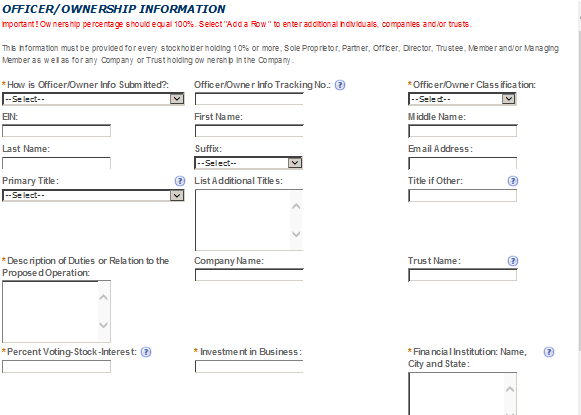 OFFICER/OWNERSHIP INFORMATION
Important! Ownership percentage should equal 100%. Select "Add a Row" to enter additional individuals, companies and/or trusts.
This information must be provided for every stockholder holding 10% or more, Sole Proprietor, Partner, Officer, Director, Trustee, Member and/or Managing
Member as well as for any Company or Trust holding ownership in the Company.
*How is Officer/Owner Info Submitted?: Officer/Owner Info Tracking No.: ? *Officer/Owner Classification:
--Select-- --Select--
EIN: First Name: Middle Name:
Last Name: Suffix: Email Address:
--Select--
Primary Title: ? List Additional Titles: Title if Other: ?
--Select--
*Description of Duties or Relation to the Company Name: Trust Name: ?
Proposed Operation:
*Percent Voting-Stock-Interest: ? *Investment in Business: *Financial Institution: Name, ?
City and State: